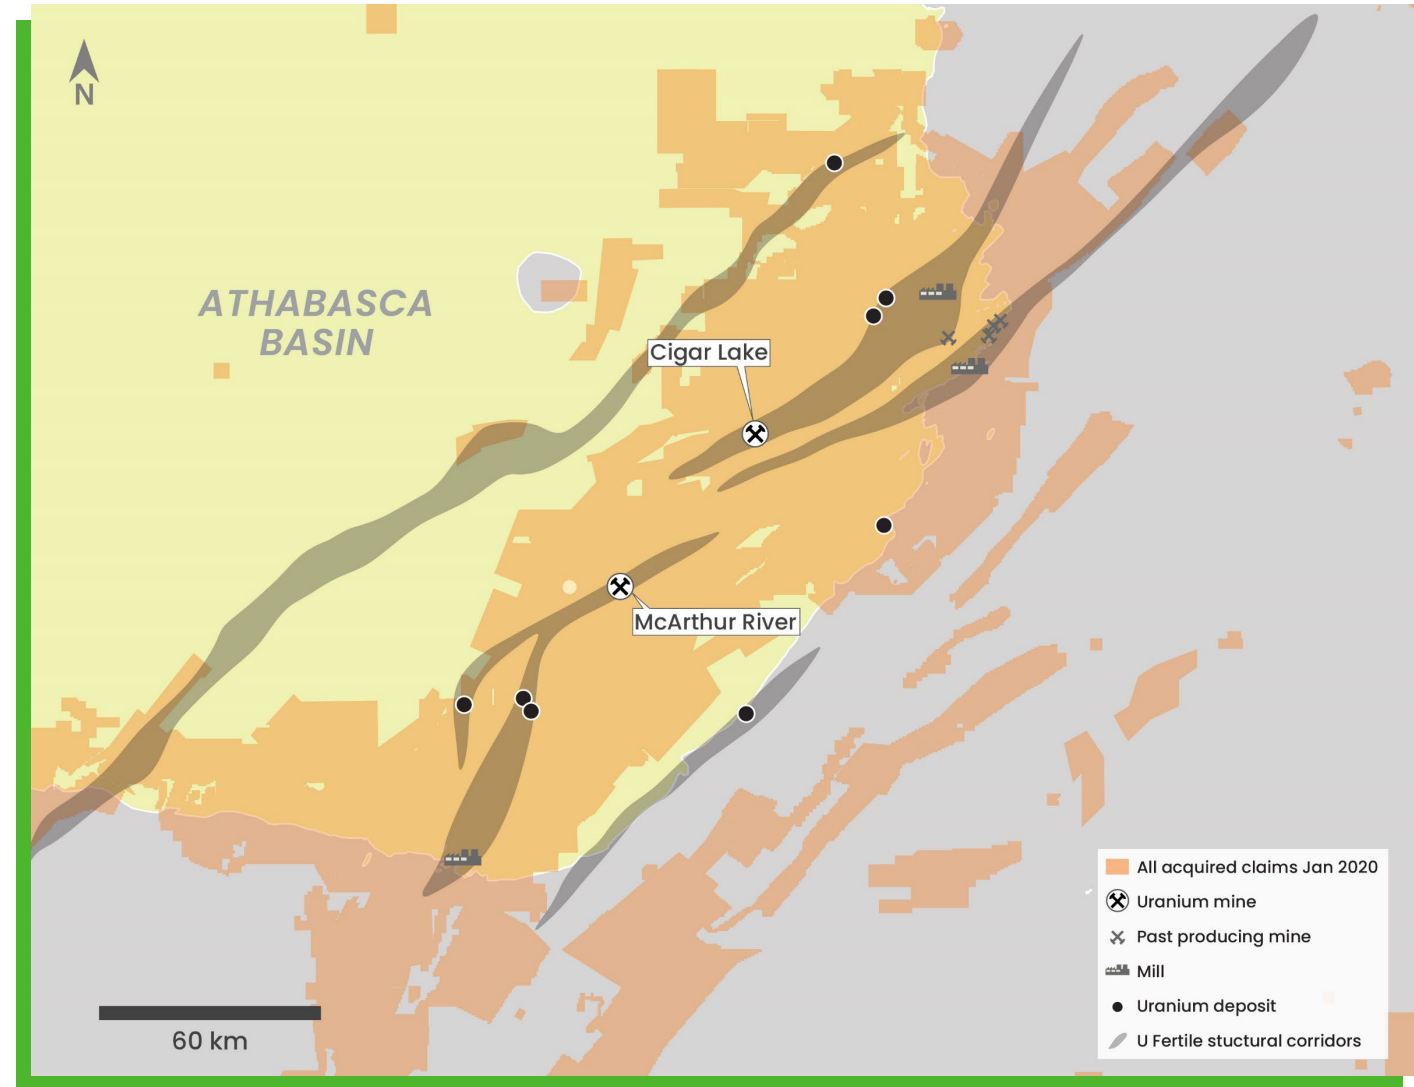 N
ATHABASCA
BASIN
Cigar Lake
McArthur River
All acquired claims Jan 2020
Uranium mine
Past producing mine
Mill
Uranium deposit
U Fertile stuctural corridors
60 km